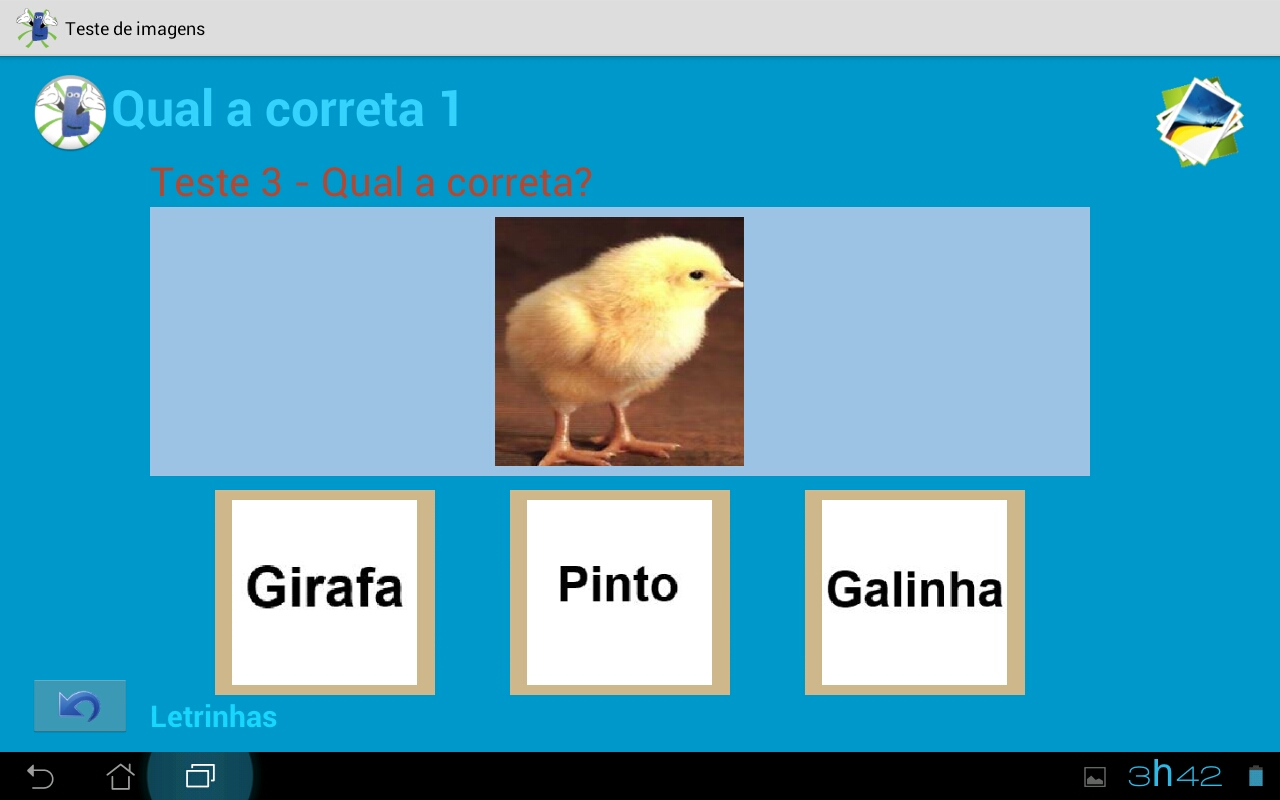 Teste de imagens
Qual a correta 1
Teste 3 - Qual a correta?
Girafa
Pinto
Galinha
Letrinhas
3h42